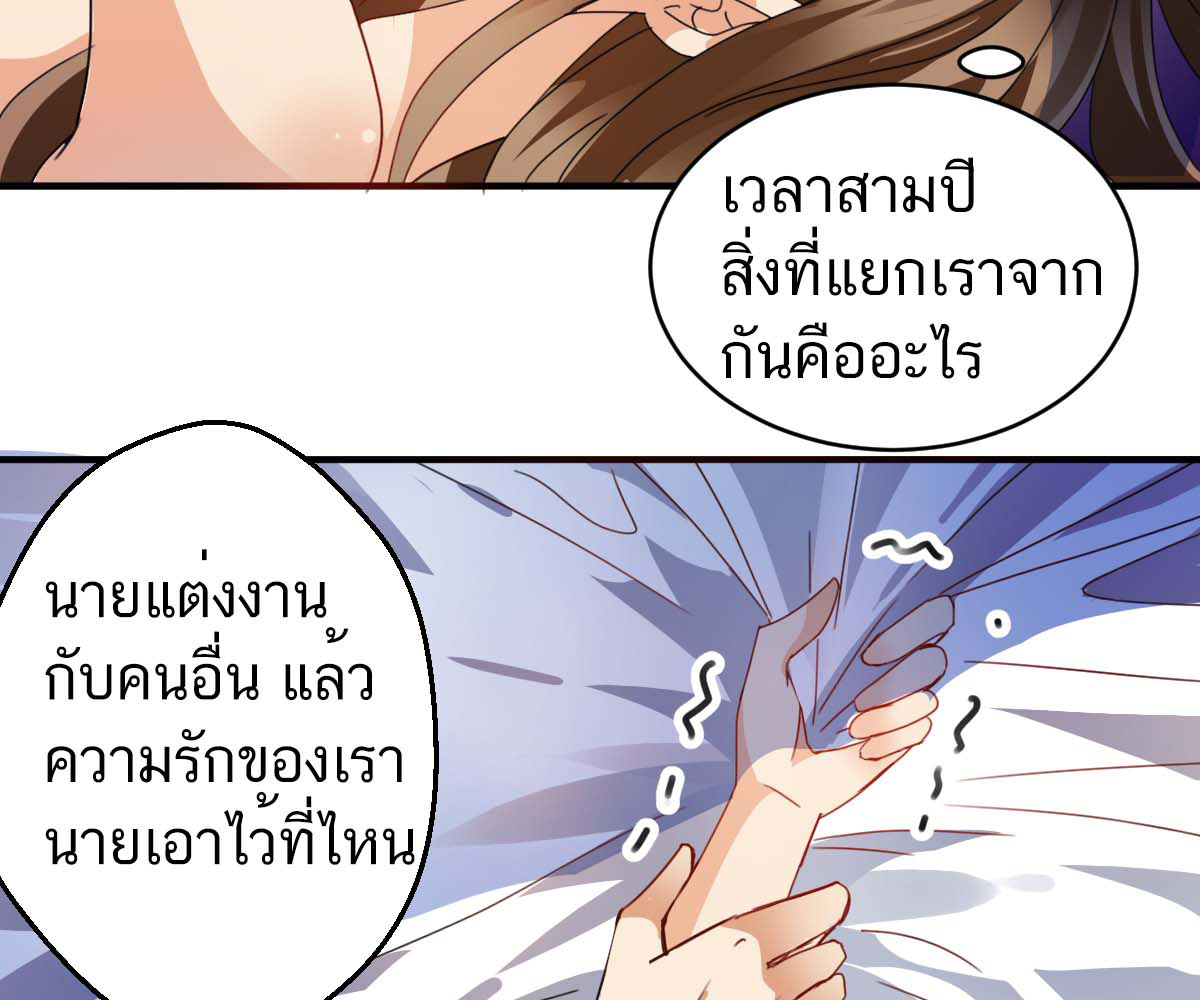 เวลาสามปี
สิ่งที่แยกเราจาก
กันคืออะไร
นายแต่งงาน
กับคนอื่น แล้ว
ความรักของเรา
นายเอาไว้ที่ไหน